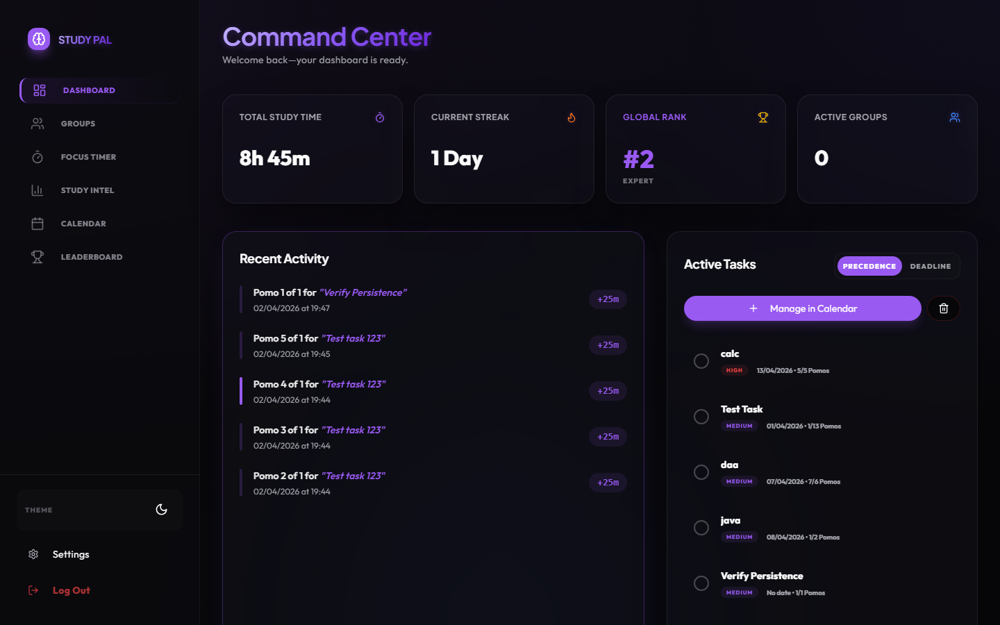 STUDY PAL
DASHBOARD
GROUPS
FOCUS TIMER
STUDY INTEL
CALENDAR
LEADERBOARD
THEME
Settings
Log Out
Command Center
Welcome back—your dashboard is ready.
TOTAL STUDY TIME
8h 45m
CURRENT STREAK
1 Day
GLOBAL RANK
#2
EXPERT
ACTIVE GROUPS
0
Recent Activity
Pomo 1 of 1 for "Verify Persistence"
02/04/2026 at 19:47
+25m
Pomo 5 of 1 for "Test task 123"
02/04/2026 at 19:45
+25m
Pomo 4 of 1 for "Test task 123"
02/04/2026 at 19:44
+25m
Pomo 3 of 1 for "Test task 123"
02/04/2026 at 19:44
+25m
Pomo 2 of 1 for "Test task 123"
02/04/2026 at 19:44
+25m
Active Tasks
PRECEDENCE DEADLINE
+ Manage in Calendar
calc
HIGH 13/04/2026 • 5/5 Pomos
Test Task
MEDIUM 01/04/2026 • 1/13 Pomos
daa
MEDIUM 07/04/2026 • 7/6 Pomos
java
MEDIUM 08/04/2026 • 1/2 Pomos
Verify Persistence
MEDIUM No date • 1/1 Pomos